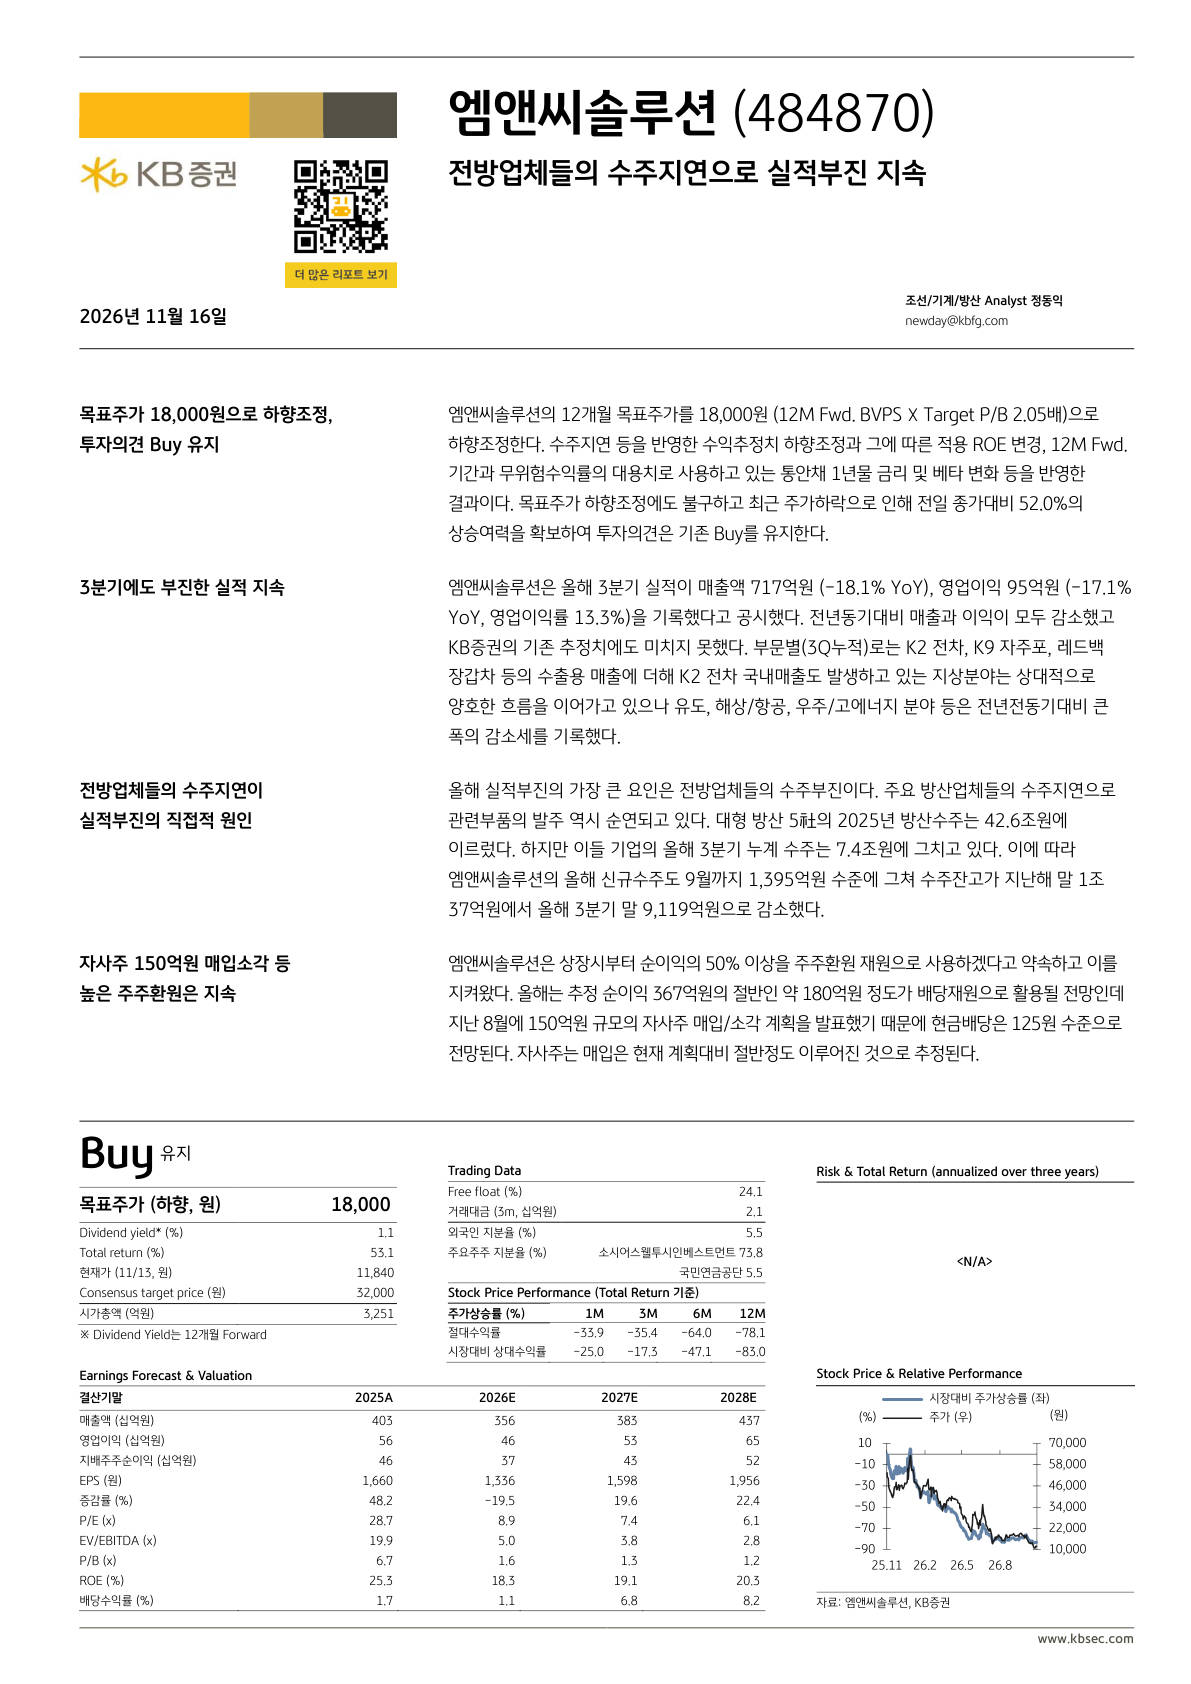 엠앤씨솔루션 (484870)
전방업체들의 수주지연으로 실적부진 지속
KB증권
더 많은 리포트 보기
2026년 11월 16일
조선/기계/방산 Analyst 정동익
newday@kbfg.com
목표주가 18,000원으로 하향조정,
투자의견 Buy 유지
엠앤씨솔루션의 12개월 목표주가를 18,000원 (12M Fwd. BVPS X Target P/B 2.05배)으로
하향조정한다. 수주지연 등을 반영한 수익추정치 하향조정과 그에 따른 적용 ROE 변경, 12M Fwd.
기간과 무위험수익률의 대용치로 사용하고 있는 통안채 1년물 금리 및 베타 변화 등을 반영한
결과이다. 목표주가 하향조정에도 불구하고 최근 주가하락으로 인해 전일 종가대비 52.0%의
상승여력을 확보하여 투자의견은 기존 Buy를 유지한다.
3분기에도 부진한 실적 지속
엠앤씨솔루션은 올해 3분기 실적이 매출액 717억원 (-18.1% YoY), 영업이익 95억원 (-17.1%
YoY, 영업이익률 13.3%)을 기록했다고 공시했다. 전년동기대비 매출과 이익이 모두 감소했고
KB증권의 기존 추정치에도 미치지 못했다. 부문별(3Q누적)로는 K2 전차, K9 자주포, 레드백
장갑차 등의 수출용 매출에 더해 K2 전차 국내매출도 발생하고 있는 지상분야는 상대적으로
양호한 흐름을 이어가고 있으나 유도, 해상/항공, 우주/고에너지 분야 등은 전년전동기대비 큰
폭의 감소세를 기록했다.
전방업체들의 수주지연이
실적부진의 직접적 원인
올해 실적부진의 가장 큰 요인은 전방업체들의 수주부진이다. 주요 방산업체들의 수주지연으로
관련부품의 발주 역시 순연되고 있다. 대형 방산 5社의 2025년 방산수주는 42.6조원에
이르렀다. 하지만 이들 기업의 올해 3분기 누계 수주는 7.4조원에 그치고 있다. 이에 따라
엠앤씨솔루션의 올해 신규수주도 9월까지 1,395억원 수준에 그쳐 수주잔고가 지난해 말 1조
37억원에서 올해 3분기 말 9,119억원으로 감소했다.
자사주 150억원 매입소각 등
높은 주주환원은 지속
엠앤씨솔루션은 상장시부터 순이익의 50% 이상을 주주환원 재원으로 사용하겠다고 약속하고 이를
지켜왔다. 올해는 추정 순이익 367억원의 절반인 약 180억원 정도가 배당재원으로 활용될 전망인데
지난 8월에 150억원 규모의 자사주 매입/소각 계획을 발표했기 때문에 현금배당은 125원 수준으로
전망된다. 자사주는 매입은 현재 계획대비 절반정도 이루어진 것으로 추정된다.
Buy 유지
목표주가 (하향, 원) 18,000
Dividend yield* (%) 1.1
Total return (%) 53.1
현재가 (11/13, 원) 11,840
Consensus target price (원) 32,000
시가총액 (억원) 3,251
※ Dividend Yield는 12개월 Forward
Trading Data
Free float (%) 24.1
거래대금 (3m, 십억원) 2.1
외국인 지분율 (%) 5.5
주요주주 지분율 (%) 소시어스웰투시인베스트먼트 73.8
국민연금공단 5.5
Stock Price Performance (Total Return 기준)
주가상승률 (%) 1M 3M 6M 12M
절대수익률 -33.9 -35.4 -64.0 -78.1
시장대비 상대수익률 -25.0 -17.3 -47.1 -83.0
Risk & Total Return (annualized over three years)
<N/A>
Earnings Forecast & Valuation
결산기말 2025A 2026E 2027E 2028E
매출액 (십억원) 403 356 383 437
영업이익 (십억원) 56 46 53 65
지배주주순이익 (십억원) 46 37 43 52
EPS (원) 1,660 1,336 1,598 1,956
증감률 (%) 48.2 -19.5 19.6 22.4
P/E (x) 28.7 8.9 7.4 6.1
EV/EBITDA (x) 19.9 5.0 3.8 2.8
P/B (x) 6.7 1.6 1.3 1.2
ROE (%) 25.3 18.3 19.1 20.3
배당수익률 (%) 1.7 1.1 6.8 8.2
Stock Price & Relative Performance
시장대비 주가상승률 (좌)
(%) 주가 (우) (원)
10 70,000
-10 58,000
-30 46,000
-50 34,000
-70 22,000
-90 10,000
25.11 26.2 26.5 26.8
자료: 엠앤씨솔루션, KB증권
www.kbsec.com